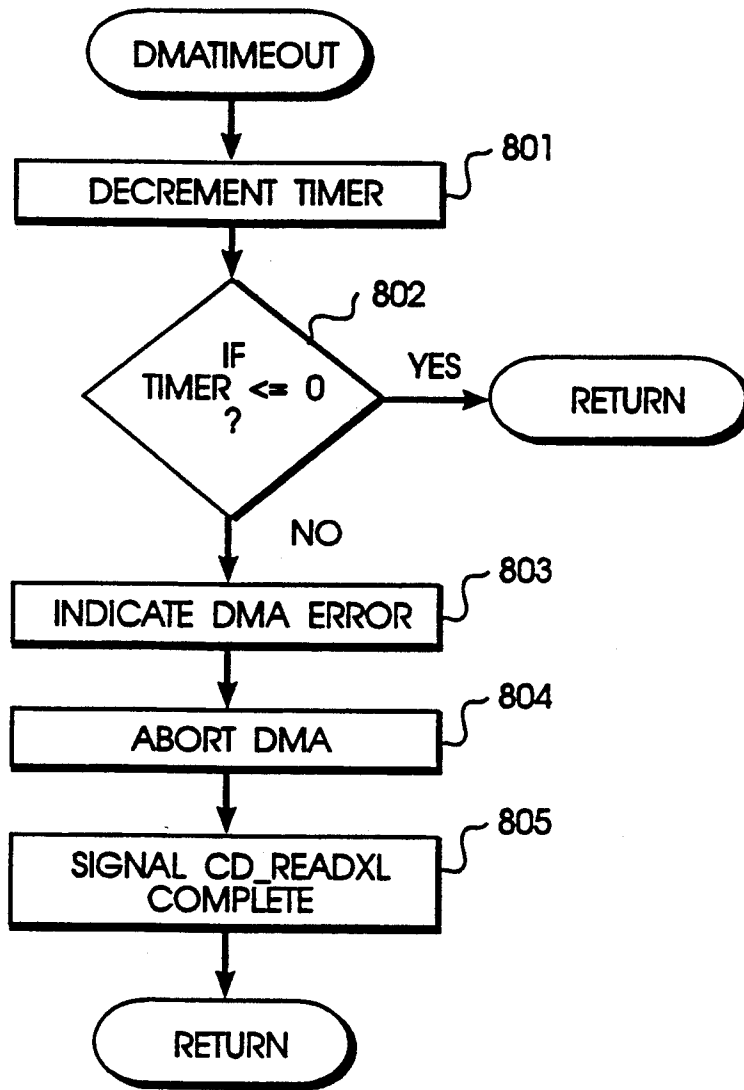 DMATIMEOUT
801
DECREMENT TIMER
802
IF
TIMER <= 0
?
YES
RETURN
NO
803
INDICATE DMA ERROR
804
ABORT DMA
805
SIGNAL CD_READXL
COMPLETE
RETURN